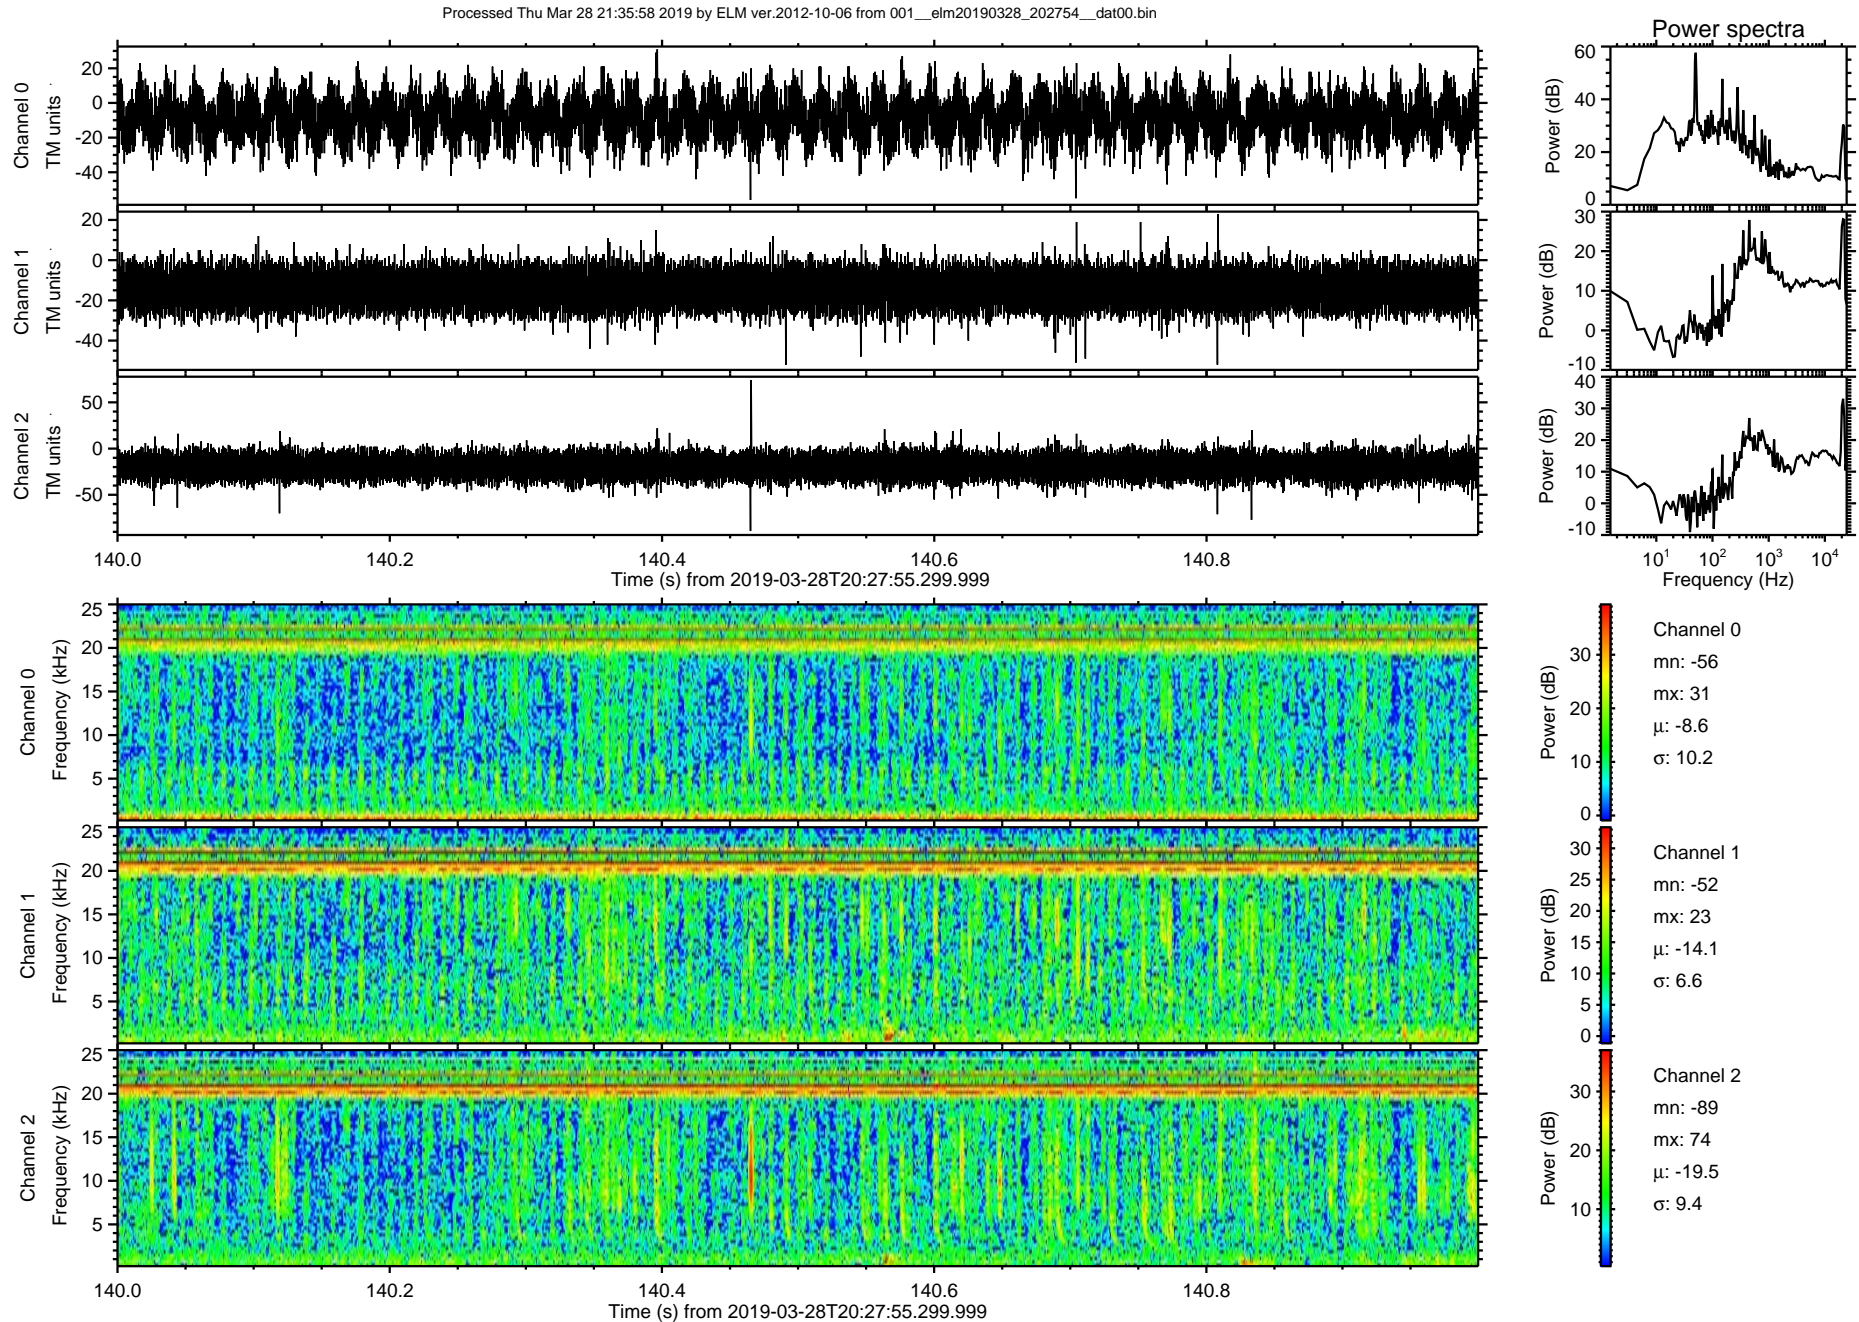 Processed Thu Mar 28 21:35:58 2019 by ELM ver.2012-10-06 from 001__elm20190328_202754__dat00.bin
Power spectra
Channel 0
TM units
20
0
-20
-40
Power (dB)
60
40
20
0
Channel 1
TM units
20
0
-20
-40
Power (dB)
30
20
10
0
-10
Channel 2
TM units
50
0
-50
Power (dB)
40
30
20
10
0
-10
140.0 140.2 140.4 140.6 140.8
Time (s) from 2019-03-28T20:27:55.299.999
10^1 10^2 10^3 10^4
Frequency (Hz)
Channel 0
Frequency (kHz)
25
20
15
10
5
Power (dB)
30
20
10
0
Channel 0
mn: -56
mx: 31
µ: -8.6
σ: 10.2
Channel 1
Frequency (kHz)
25
20
15
10
5
Power (dB)
30
25
20
15
10
5
0
Channel 1
mn: -52
mx: 23
µ: -14.1
σ: 6.6
Channel 2
Frequency (kHz)
25
20
15
10
5
Power (dB)
30
20
10
Channel 2
mn: -89
mx: 74
µ: -19.5
σ: 9.4
140.0 140.2 140.4 140.6 140.8
Time (s) from 2019-03-28T20:27:55.299.999